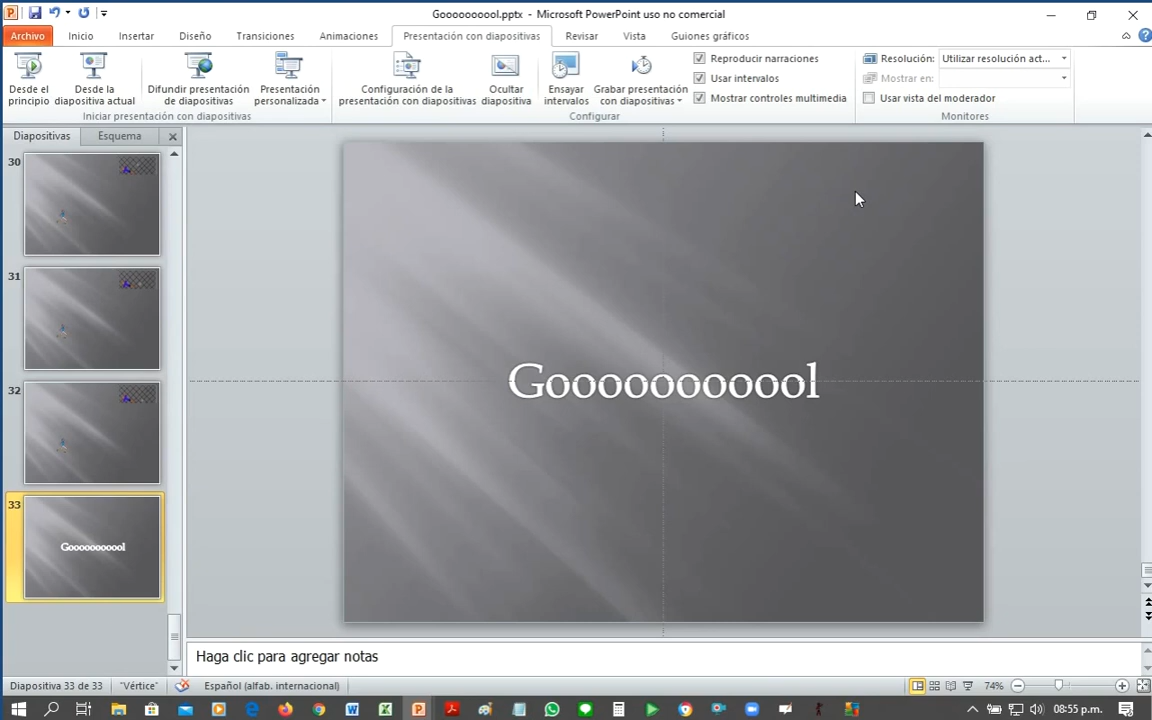 Goooooooool.pptx - Microsoft PowerPoint uso no comercial
Archivo Inicio Insertar Diseño Transiciones Animaciones Presentación con diapositivas Revisar Vista Guiones gráficos
Desde el principio
Desde la diapositiva actual
Difundir presentación de diapositivas
Presentación personalizada
Iniciar presentación con diapositivas
Configuración de la presentación con diapositivas
Ocultar diapositiva
Ensayar intervalos
Grabar presentación con diapositivas
Reproducir narraciones
Usar intervalos
Mostrar controles multimedia
Configurar
Resolución: Utilizar resolución act...
Mostrar en:
Usar vista del moderador
Monitores
Diapositivas Esquema
30
31
32
33
Gooooooooool
Gooooooooool
Haga clic para agregar notas
Diapositiva 33 de 33 "Vértice" Español (alfab. internacional) 74%
08:55 p.m.